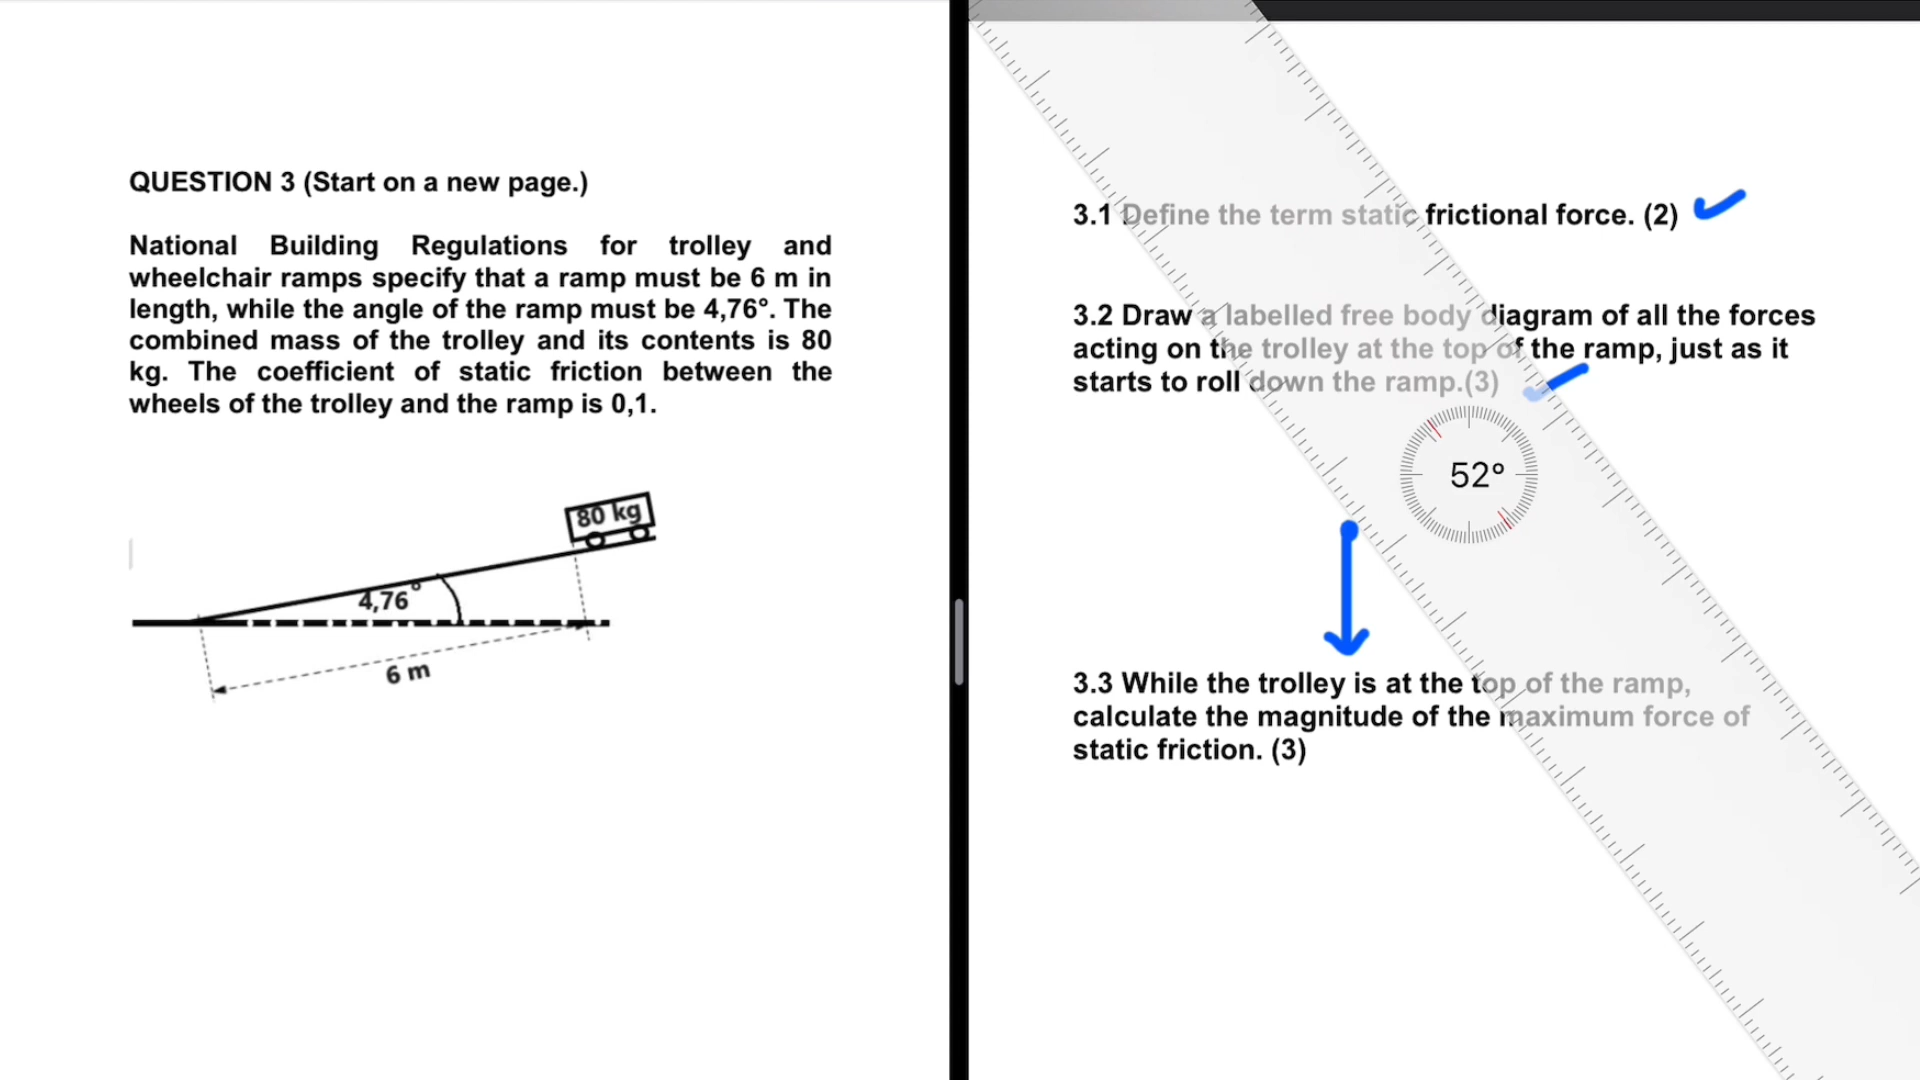 QUESTION 3 (Start on a new page.)
National Building Regulations for trolley and
wheelchair ramps specify that a ramp must be 6 m in
length, while the angle of the ramp must be 4,76°. The
combined mass of the trolley and its contents is 80
kg. The coefficient of static friction between the
wheels of the trolley and the ramp is 0,1.
80 kg
4,76°
6 m
3.1 Define the term static frictional force. (2)
3.2 Draw a labelled free body diagram of all the forces
acting on the trolley at the top of the ramp, just as it
starts to roll down the ramp.(3)
52°
3.3 While the trolley is at the top of the ramp,
calculate the magnitude of the maximum force of
static friction. (3)